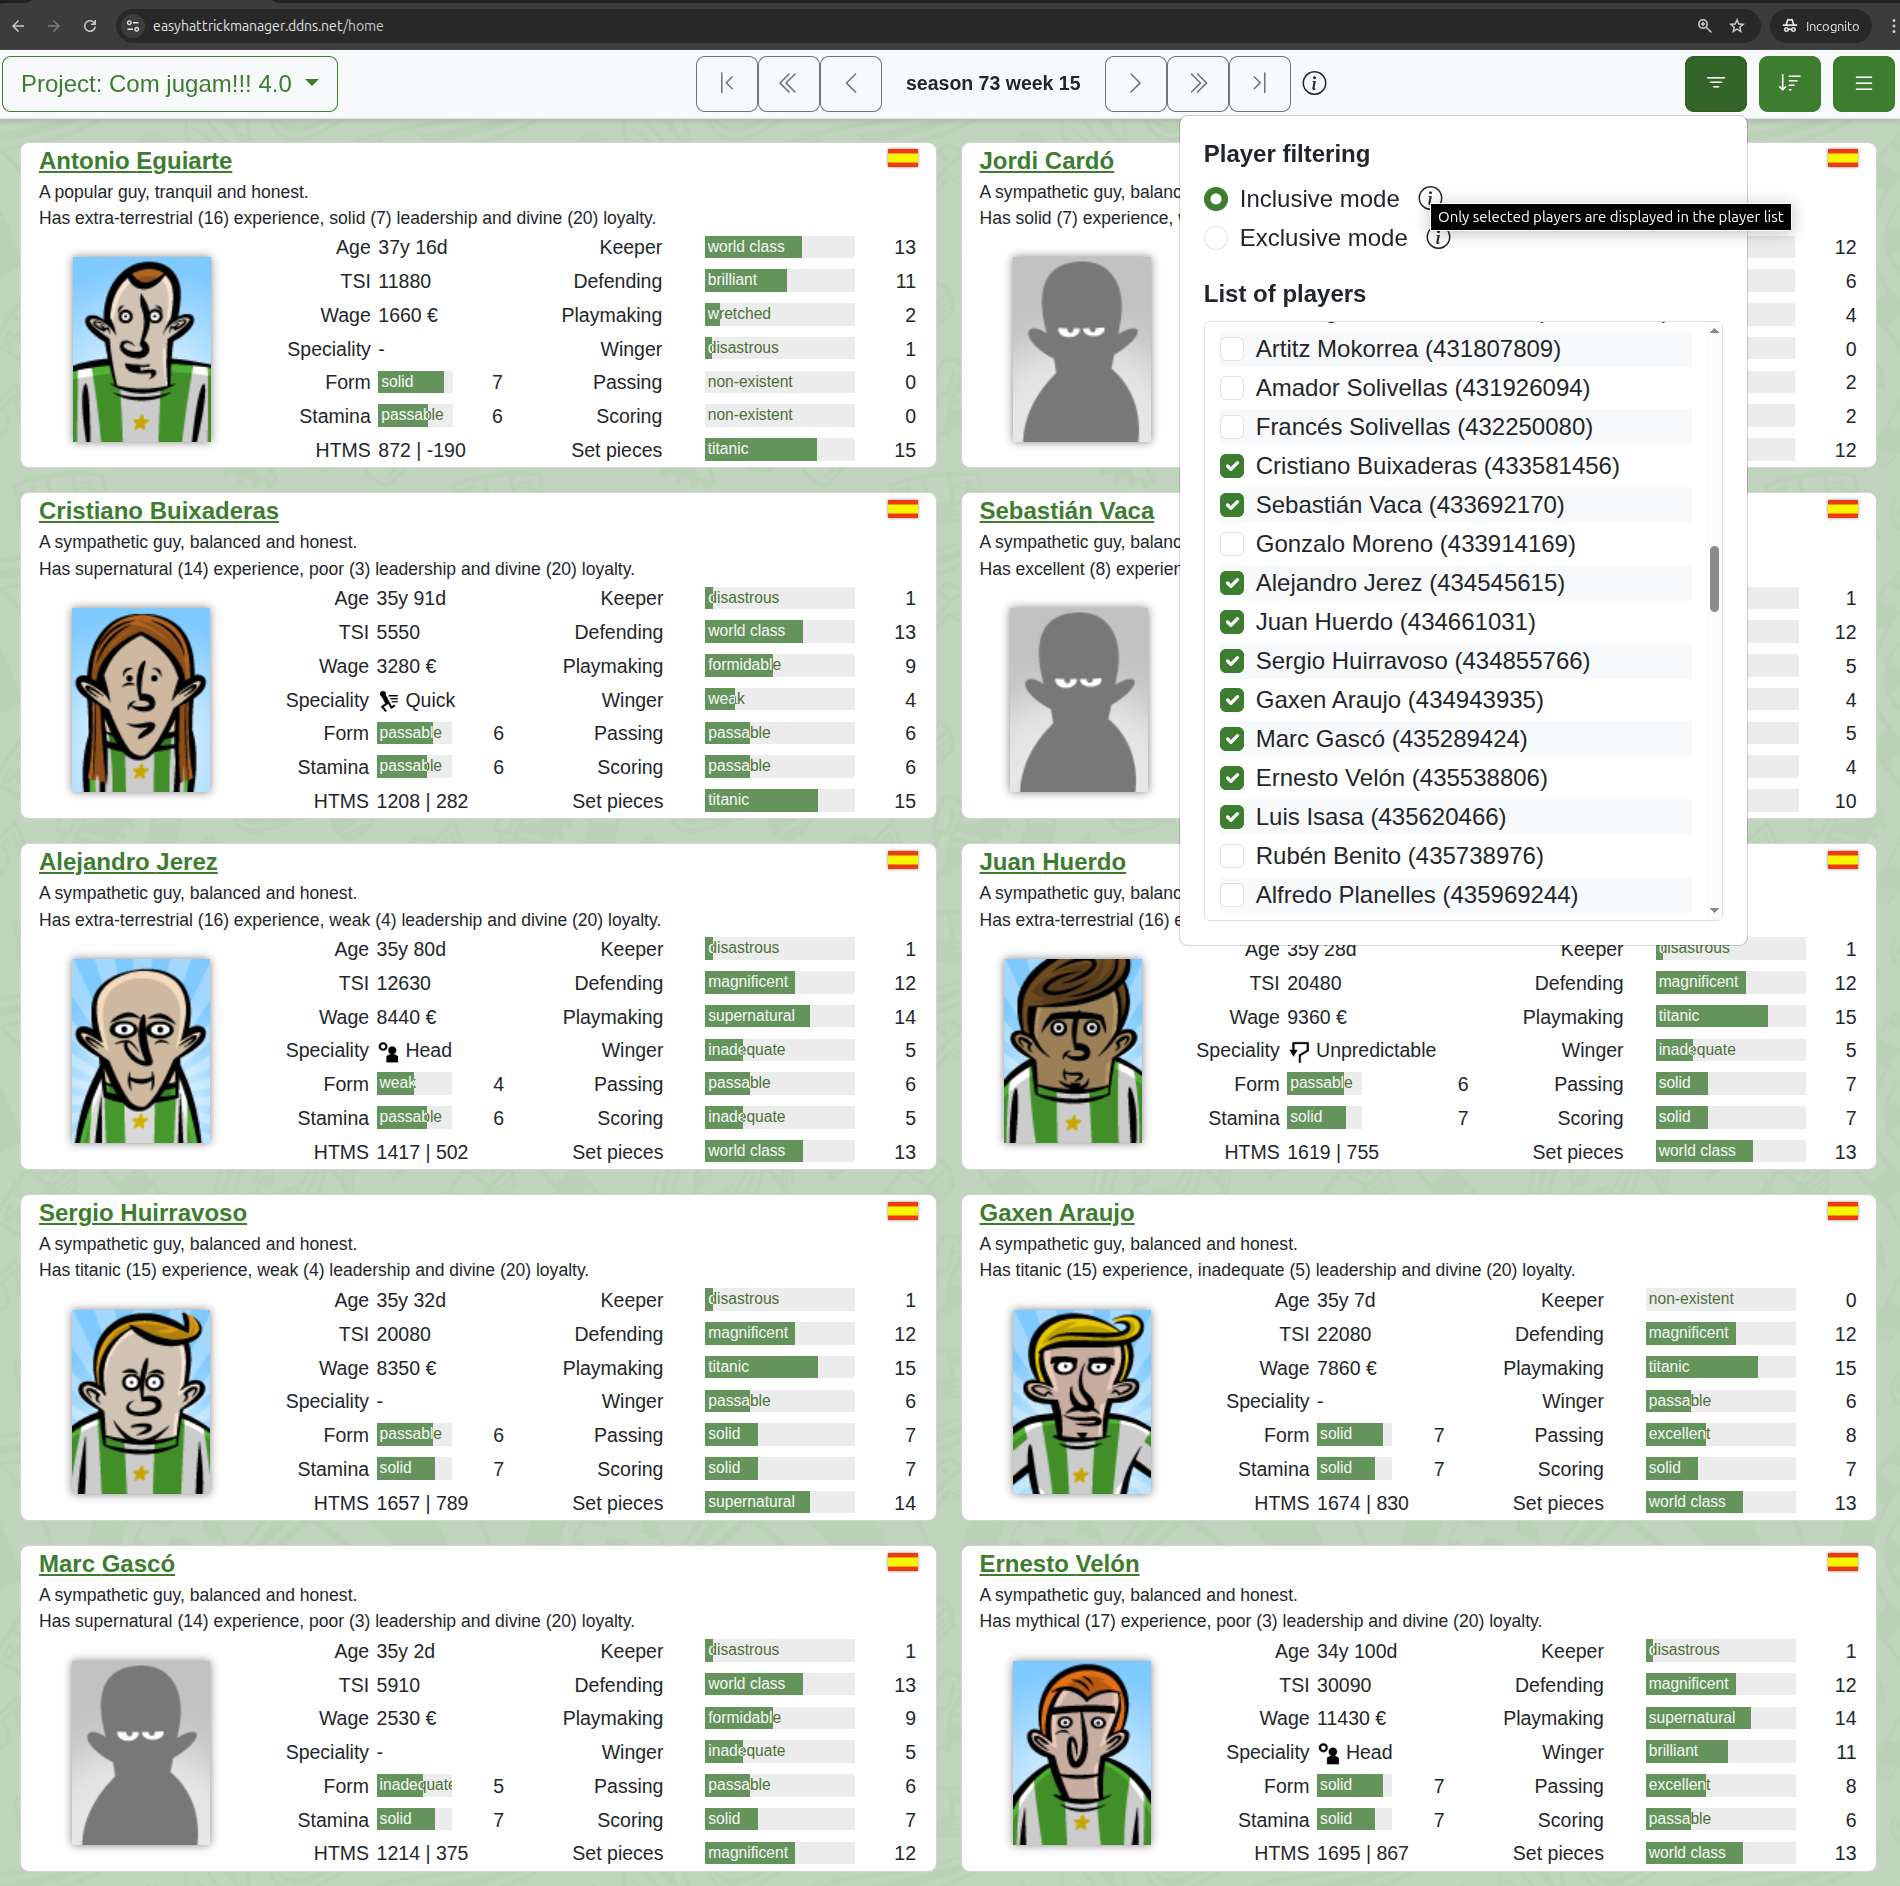 easyhattrickmanager.ddns.net/home
Incognito
Project: Com jugam!!! 4.0
season 73 week 15
Player filtering
Inclusive mode
Only selected players are displayed in the player list
Exclusive mode
List of players
Artitz Mokorrea (431807809)
Amador Solivellas (431926094)
Francés Solivellas (432250080)
Cristiano Buixaderas (433581456)
Sebastián Vaca (433692170)
Gonzalo Moreno (433914169)
Alejandro Jerez (434545615)
Juan Huerdo (434661031)
Sergio Huirravoso (434855766)
Gaxen Araujo (434943935)
Marc Gascó (435289424)
Ernesto Velón (435538806)
Luis Isasa (435620466)
Rubén Benito (435738976)
Alfredo Planelles (435969244)
Antonio Eguiarte
A popular guy, tranquil and honest.
Has extra-terrestrial (16) experience, solid (7) leadership and divine (20) loyalty.
Age 37y 16d Keeper world class 13
TSI 11880 Defending brilliant 11
Wage 1660 € Playmaking wretched 2
Speciality - Winger disastrous 1
Form solid 7 Passing non-existent 0
Stamina passable 6 Scoring non-existent 0
HTMS 872 | -190 Set pieces titanic 15
Jordi Cardó
A sympathetic guy,
Has solid (7) experience,
12
6
4
0
2
2
12
Cristiano Buixaderas
A sympathetic guy, balanced and honest.
Has supernatural (14) experience, poor (3) leadership and divine (20) loyalty.
Age 35y 91d Keeper disastrous 1
TSI 5550 Defending world class 13
Wage 3280 € Playmaking formidable 9
Speciality Quick Winger weak 4
Form passable 6 Passing passable 6
Stamina passable 6 Scoring passable 6
HTMS 1208 | 282 Set pieces titanic 15
Sebastián Vaca
A sympathetic guy,
Has excellent (8)
1
12
5
4
5
4
10
Alejandro Jerez
A sympathetic guy, balanced and honest.
Has extra-terrestrial (16) experience, weak (4) leadership and divine (20) loyalty.
Age 35y 80d Keeper disastrous 1
TSI 12630 Defending magnificent 12
Wage 8440 € Playmaking supernatural 14
Speciality Head Winger inadequate 5
Form weak 4 Passing passable 6
Stamina passable 6 Scoring inadequate 5
HTMS 1417 | 502 Set pieces world class 13
Juan Huerdo
A sympathetic guy,
Has extra-terrestrial (16)
Age 35y 28d Keeper disastrous 1
TSI 20480 Defending magnificent 12
Wage 9360 € Playmaking titanic 15
Speciality Unpredictable Winger inadequate 5
Form passable 6 Passing solid 7
Stamina solid 7 Scoring solid 7
HTMS 1619 | 755 Set pieces world class 13
Sergio Huirravoso
A sympathetic guy, balanced and honest.
Has titanic (15) experience, weak (4) leadership and divine (20) loyalty.
Age 35y 32d Keeper disastrous 1
TSI 20080 Defending magnificent 12
Wage 8350 € Playmaking titanic 15
Speciality - Winger passable 6
Form passable 6 Passing solid 7
Stamina solid 7 Scoring solid 7
HTMS 1657 | 789 Set pieces supernatural 14
Gaxen Araujo
A sympathetic guy, balanced and honest.
Has titanic (15) experience, inadequate (5) leadership and divine (20) loyalty.
Age 35y 7d Keeper non-existent 0
TSI 22080 Defending magnificent 12
Wage 7860 € Playmaking titanic 15
Speciality - Winger passable 6
Form solid 7 Passing excellent 8
Stamina solid 7 Scoring solid 7
HTMS 1674 | 830 Set pieces world class 13
Marc Gascó
A sympathetic guy, balanced and honest.
Has supernatural (14) experience, poor (3) leadership and divine (20) loyalty.
Age 35y 2d Keeper disastrous 1
TSI 5910 Defending world class 13
Wage 2530 € Playmaking formidable 9
Speciality - Winger inadequate 5
Form inadequate 5 Passing passable 6
Stamina solid 7 Scoring solid 7
HTMS 1214 | 375 Set pieces magnificent 12
Ernesto Velón
A sympathetic guy, balanced and honest.
Has mythical (17) experience, poor (3) leadership and divine (20) loyalty.
Age 34y 100d Keeper disastrous 1
TSI 30090 Defending magnificent 12
Wage 11430 € Playmaking supernatural 14
Speciality Head Winger brilliant 11
Form solid 7 Passing excellent 8
Stamina solid 7 Scoring passable 6
HTMS 1695 | 867 Set pieces world class 13